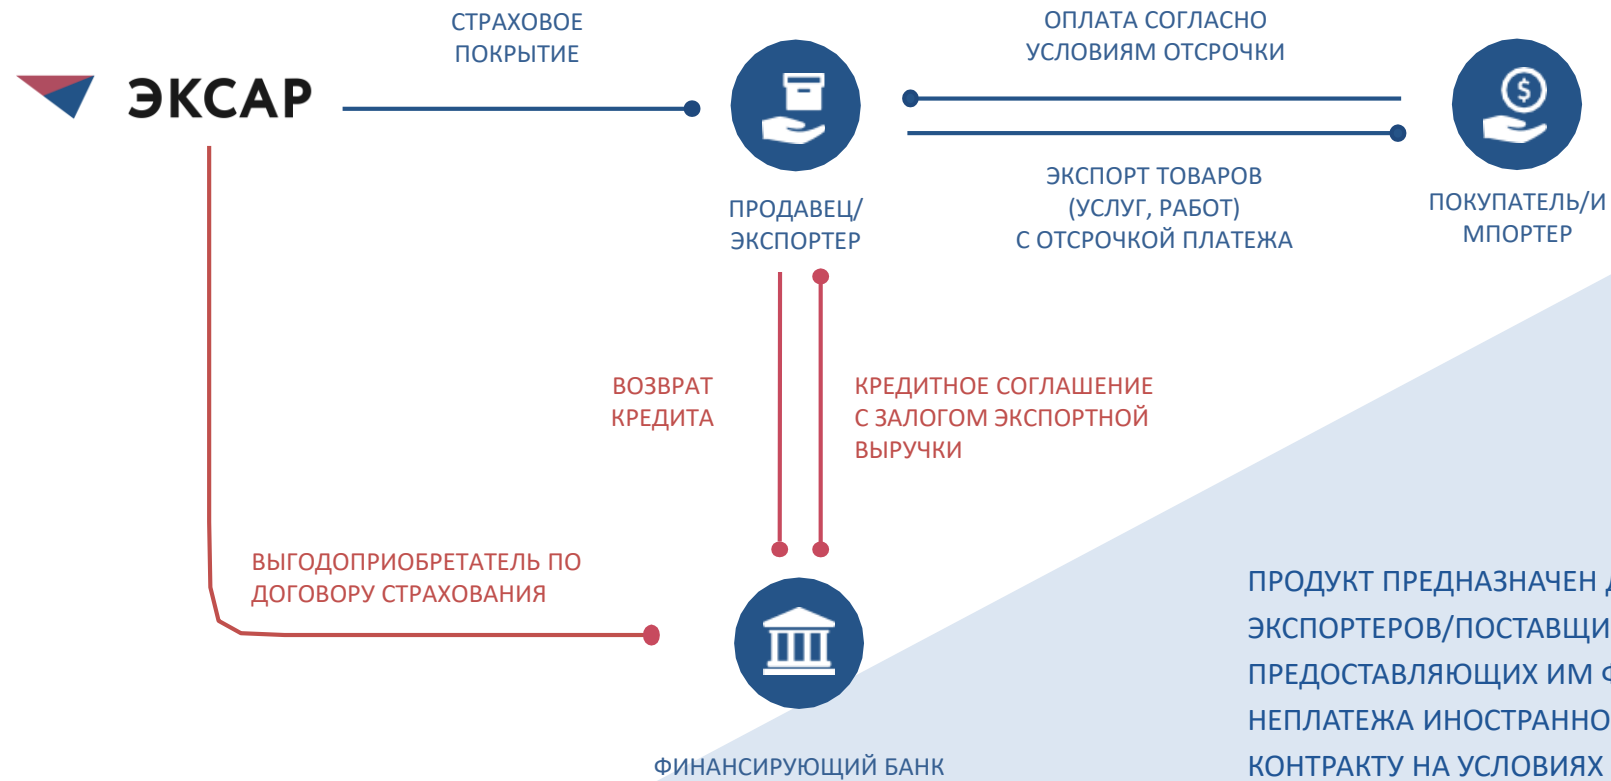 СТРАХОВОЕ
ПОКРЫТИЕ
ОПЛАТА СОГЛАСНО
УСЛОВИЯМ ОТСРОЧКИ
ЭКСАР
ПРОДАВЕЦ/
ЭКСПОРТЕР
ЭКСПОРТ ТОВАРОВ
(УСЛУГ, РАБОТ)
С ОТСРОЧКОЙ ПЛАТЕЖА
ПОКУПАТЕЛЬ/И
МПОРТЕР
$
ВОЗВРАТ
КРЕДИТА
КРЕДИТНОЕ СОГЛАШЕНИЕ
С ЗАЛОГОМ ЭКСПОРТНОЙ
ВЫРУЧКИ
ВЫГОДОПРИОБРЕТАТЕЛЬ ПО
ДОГОВОРУ СТРАХОВАНИЯ
ФИНАНСИРУЮЩИЙ БАНК
ПРОДУКТ ПРЕДНАЗНАЧЕН
ЭКСПОРТЕРОВ/ПОСТАВЩИ
ПРЕДОСТАВЛЯЮЩИХ ИМ
НЕПЛАТЕЖА ИНОСТРАННО
КОНТРАКТУ НА УСЛОВИЯХ